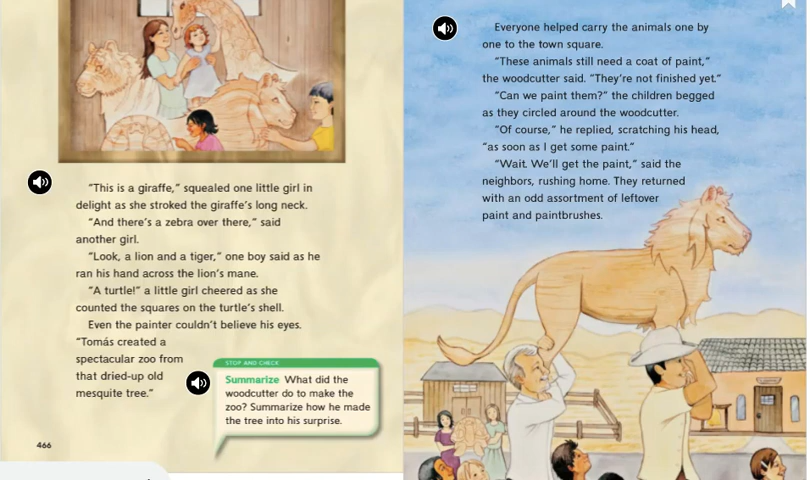 "This is a giraffe," squealed one little girl in
delight as she stroked the giraffe's long neck.
"And there's a zebra over there," said
another girl.
"Look, a lion and a tiger," one boy said as he
ran his hand across the lion's mane.
"A turtle!" a little girl cheered as she
counted the squares on the turtle's shell.
Even the painter couldn't believe his eyes.
"Tomás created a
spectacular zoo from
that dried-up old
mesquite tree."
STOP AND CHECK
Summarize What did the
woodcutter do to make the
zoo? Summarize how he made
the tree into his surprise.
466
Everyone helped carry the animals one by
one to the town square.
"These animals still need a coat of paint,"
the woodcutter said. "They're not finished yet."
"Can we paint them?" the children begged
as they circled around the woodcutter.
"Of course," he replied, scratching his head,
"as soon as I get some paint."
"Wait. We'll get the paint," said the
neighbors, rushing home. They returned
with an odd assortment of leftover
paint and paintbrushes.